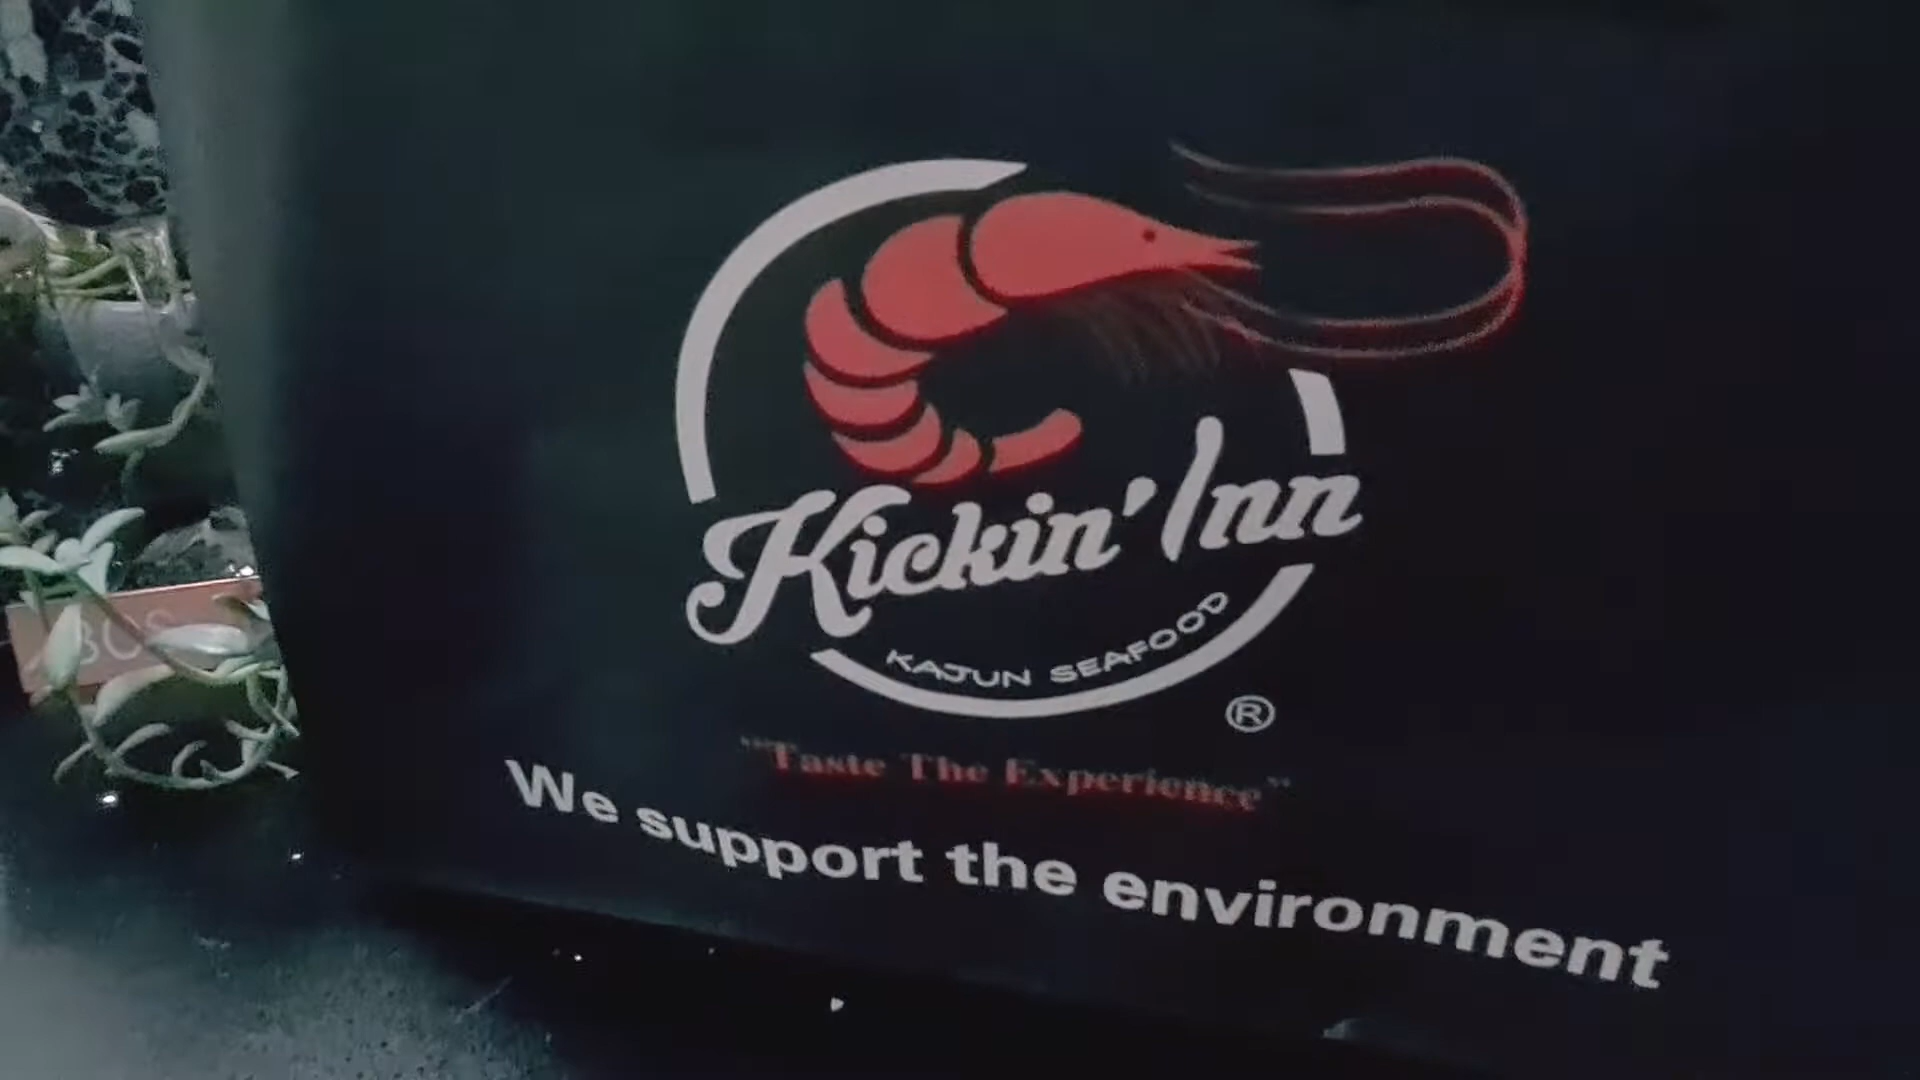 Kickin' Inn
KAJUN SEAFOOD
®
"Taste The Experience"
We support the environment